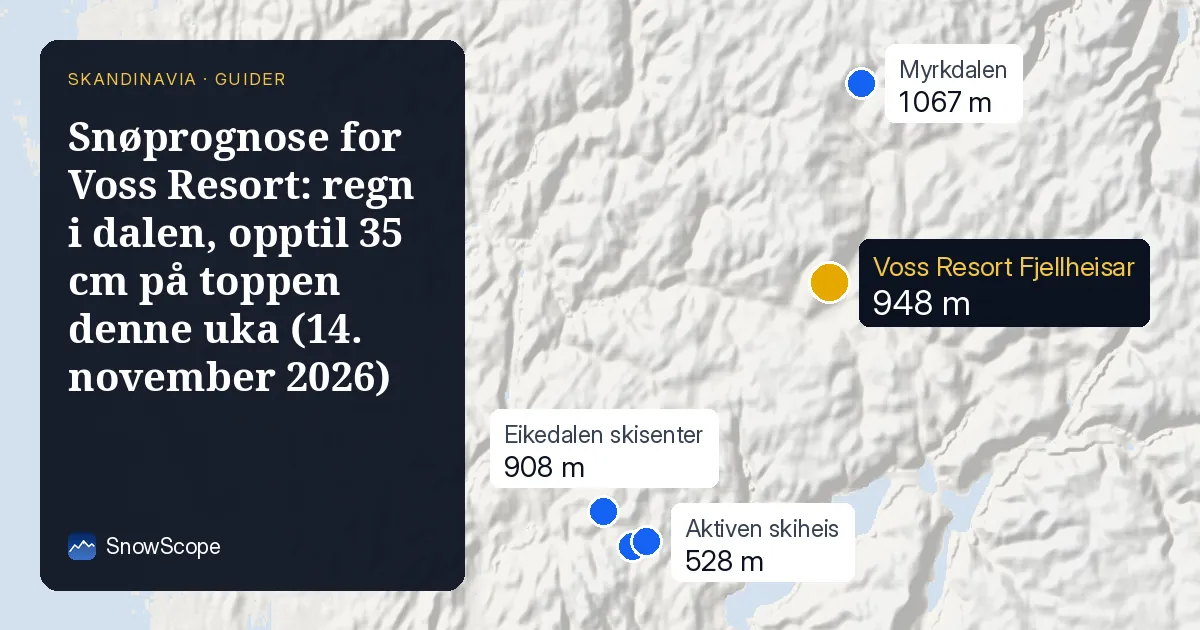 SKANDINAVIA · GUIDER
Snøprognose for
Voss Resort: regn
i dalen, opptil 35
cm på toppen
denne uka (14.
november 2026)
SnowScope
Myrkdalen
1067 m
Voss Resort Fjellheisar
948 m
Eikedalen skisenter
908 m
Aktiven skiheis
528 m